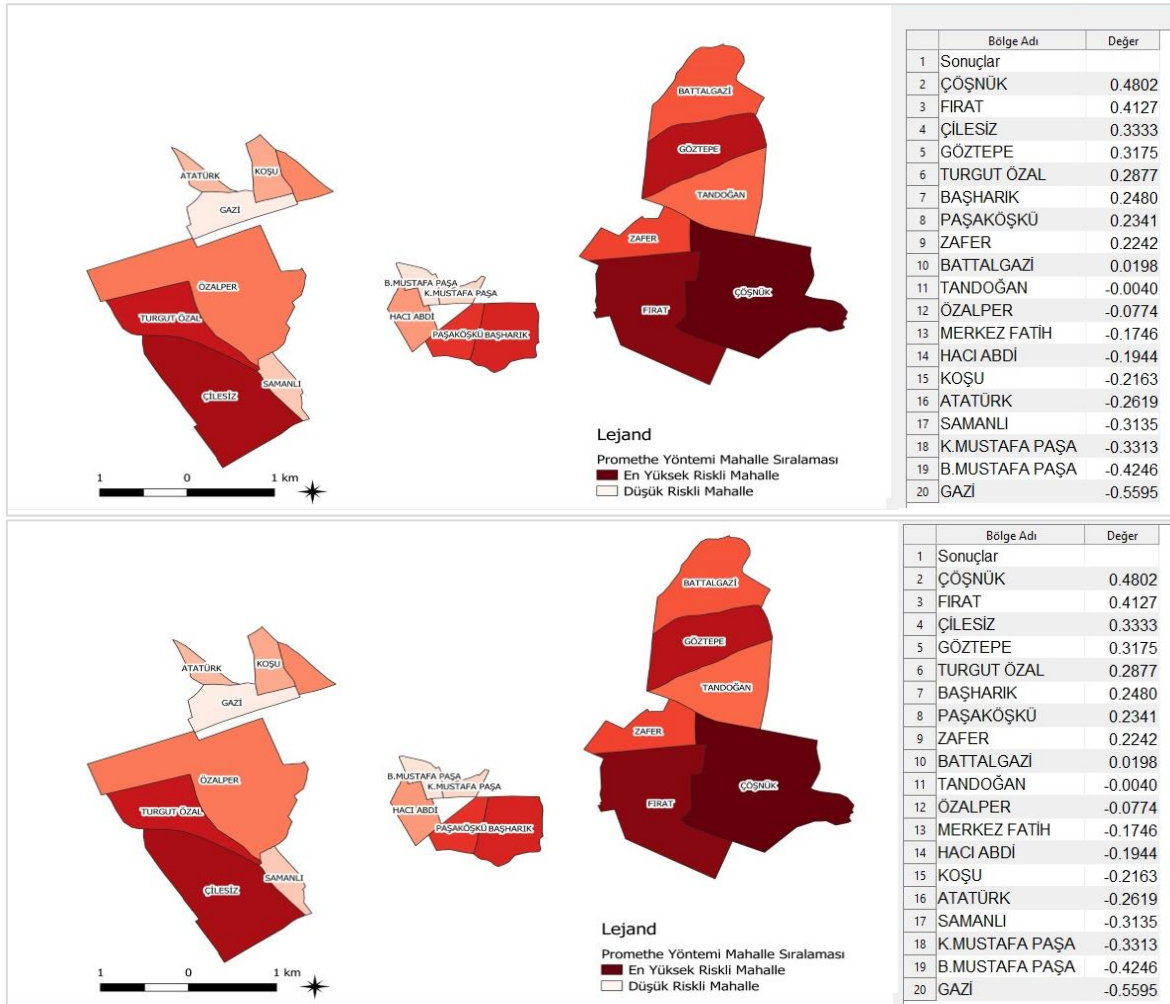 BATTALGAZİ
GÖZTEPE
TANDOĞAN
ZAFER
ÇÖŞNÜK
FIRAT
ATATÜRK
KOŞU
GAZİ
ÖZALPER
TURGUT ÖZAL
SAMANLI
ÇİLESİZ
B.MUSTAFA PAŞA
K.MUSTAFA PAŞA
HACI ABDİ
PAŞAKÖŞKÜ BAŞHARIK
Lejand
Promethe Yöntemi Mahalle Sıralaması
En Yüksek Riskli Mahalle
Düşük Riskli Mahalle
1 0 1 km
Bölge Adı Değer
1 Sonuçlar
2 ÇÖŞNÜK 0.4802
3 FIRAT 0.4127
4 ÇİLESİZ 0.3333
5 GÖZTEPE 0.3175
6 TURGUT ÖZAL 0.2877
7 BAŞHARIK 0.2480
8 PAŞAKÖŞKÜ 0.2341
9 ZAFER 0.2242
10 BATTALGAZİ 0.0198
11 TANDOĞAN -0.0040
12 ÖZALPER -0.0774
13 MERKEZ FATİH -0.1746
14 HACI ABDİ -0.1944
15 KOŞU -0.2163
16 ATATÜRK -0.2619
17 SAMANLI -0.3135
18 K.MUSTAFA PAŞA -0.3313
19 B.MUSTAFA PAŞA -0.4246
20 GAZİ -0.5595
BATTALGAZİ
GÖZTEPE
TANDOĞAN
ZAFER
ÇÖŞNÜK
FIRAT
ATATÜRK
KOŞU
GAZİ
ÖZALPER
TURGUT ÖZAL
SAMANLI
ÇİLESİZ
B.MUSTAFA PAŞA
K.MUSTAFA PAŞA
HACI ABDİ
PAŞAKÖŞKÜ BAŞHARIK
Lejand
Promethe Yöntemi Mahalle Sıralaması
En Yüksek Riskli Mahalle
Düşük Riskli Mahalle
1 0 1 km
Bölge Adı Değer
1 Sonuçlar
2 ÇÖŞNÜK 0.4802
3 FIRAT 0.4127
4 ÇİLESİZ 0.3333
5 GÖZTEPE 0.3175
6 TURGUT ÖZAL 0.2877
7 BAŞHARIK 0.2480
8 PAŞAKÖŞKÜ 0.2341
9 ZAFER 0.2242
10 BATTALGAZİ 0.0198
11 TANDOĞAN -0.0040
12 ÖZALPER -0.0774
13 MERKEZ FATİH -0.1746
14 HACI ABDİ -0.1944
15 KOŞU -0.2163
16 ATATÜRK -0.2619
17 SAMANLI -0.3135
18 K.MUSTAFA PAŞA -0.3313
19 B.MUSTAFA PAŞA -0.4246
20 GAZİ -0.5595